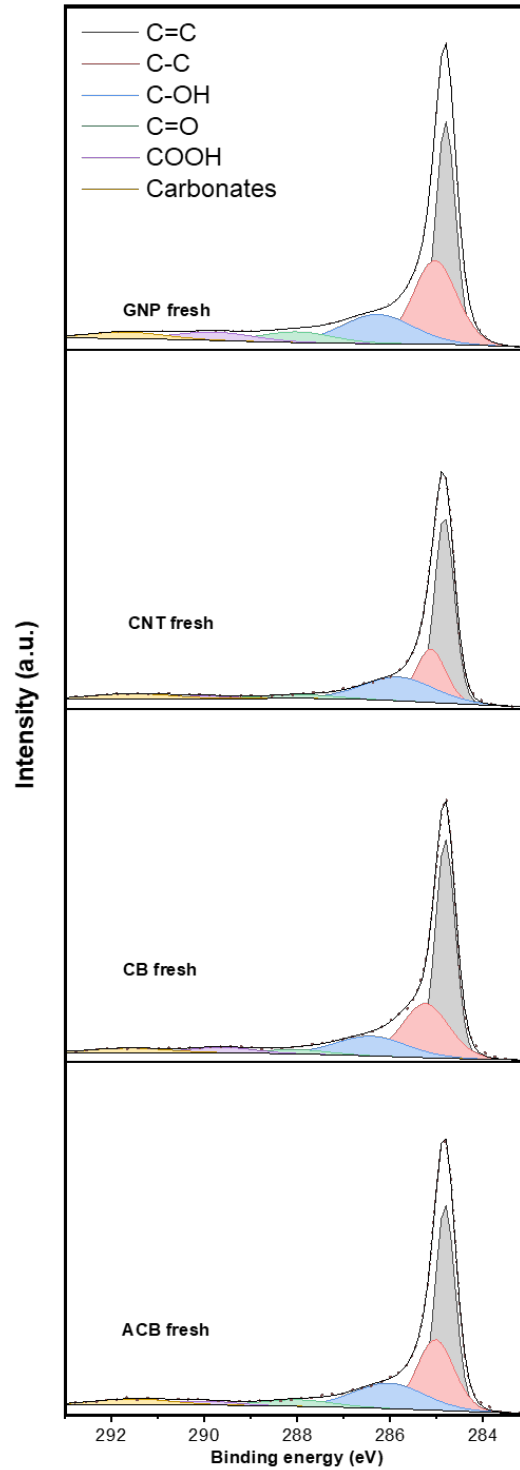 C=C
C-C
C-OH
C=O
COOH
Carbonates
GNP fresh
CNT fresh
Intensity (a.u.)
CB fresh
ACB fresh
292 290 288 286 284
Binding energy (eV)